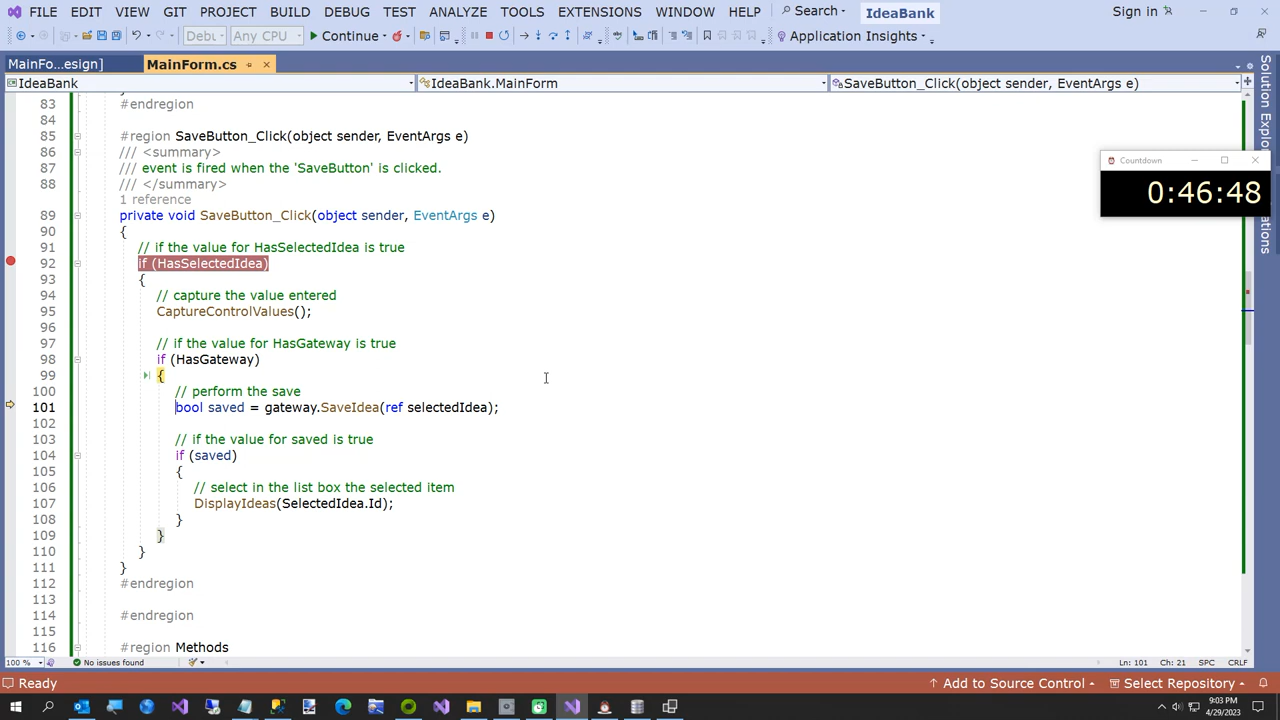 FILE EDIT VIEW GIT PROJECT BUILD DEBUG TEST ANALYZE TOOLS EXTENSIONS WINDOW HELP Search IdeaBank Sign in
Debu Any CPU Continue Application Insights
MainFo...esign] MainForm.cs
IdeaBank IdeaBank.MainForm SaveButton_Click(object sender, EventArgs e)
83 #endregion
84
85 #region SaveButton_Click(object sender, EventArgs e)
86 /// <summary>
87 /// event is fired when the 'SaveButton' is clicked.
88 /// </summary>
1 reference
89 private void SaveButton_Click(object sender, EventArgs e)
90 {
91 // if the value for HasSelectedIdea is true
92 if (HasSelectedIdea)
93 {
94 // capture the value entered
95 CaptureControlValues();
96
97 // if the value for HasGateway is true
98 if (HasGateway)
99 {
100 // perform the save
101 bool saved = gateway.SaveIdea(ref selectedIdea);
102
103 // if the value for saved is true
104 if (saved)
105 {
106 // select in the list box the selected item
107 DisplayIdeas(SelectedIdea.Id);
108 }
109 }
110 }
111 }
112 #endregion
113
114 #endregion
115
116 #region Methods
Countdown
0:46:48
Solution Explor
ations
100 % No issues found Ln: 101 Ch: 21 SPC CRLF
Ready Add to Source Control Select Repository
9:03 PM
4/29/2023